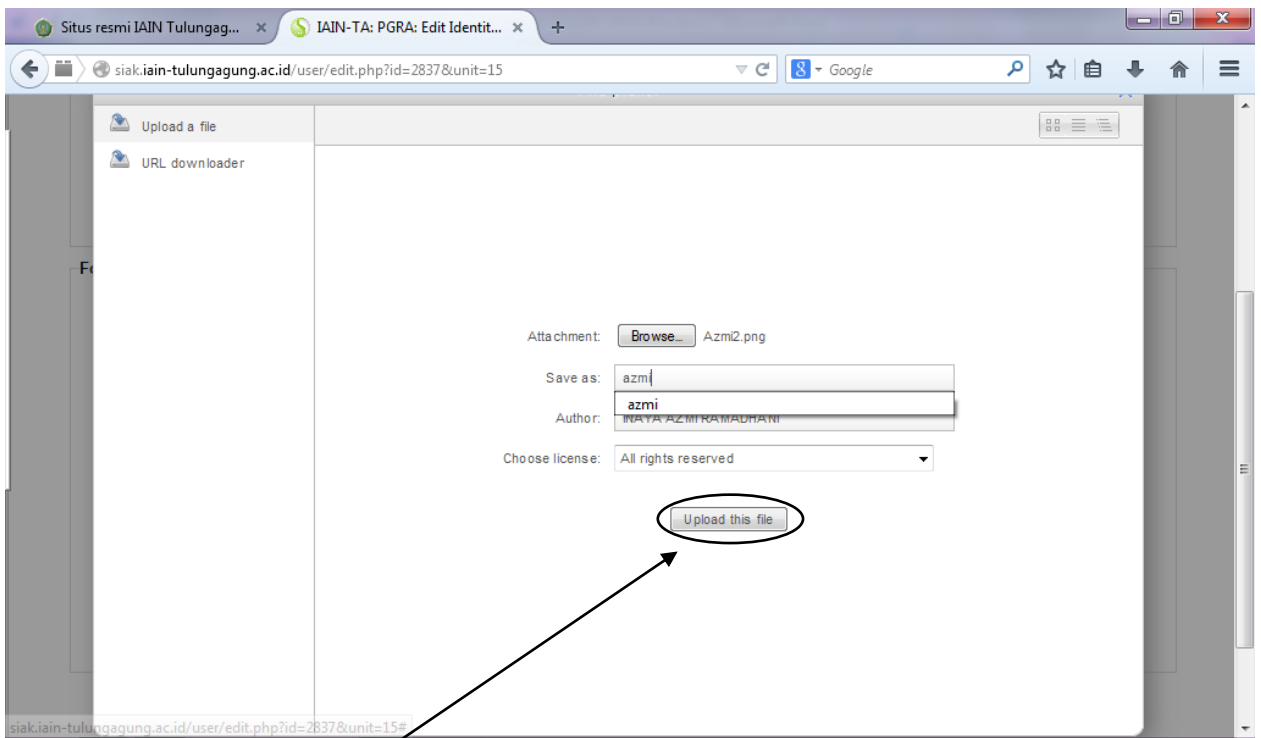 Situs resmi IAIN Tulungag...
IAIN-TA: PGRA: Edit Identit...
siak.iain-tulungagung.ac.id/user/edit.php?id=2837&unit=15
Google
Upload a file
URL downloader
Attachment: Browse... Azmi2.png
Save as: azmi
azmi
Author: INAYA AZMI RAMADHANI
Choose license: All rights reserved
Upload this file
siak.iain-tulungagung.ac.id/user/edit.php?id=2837&unit=15#